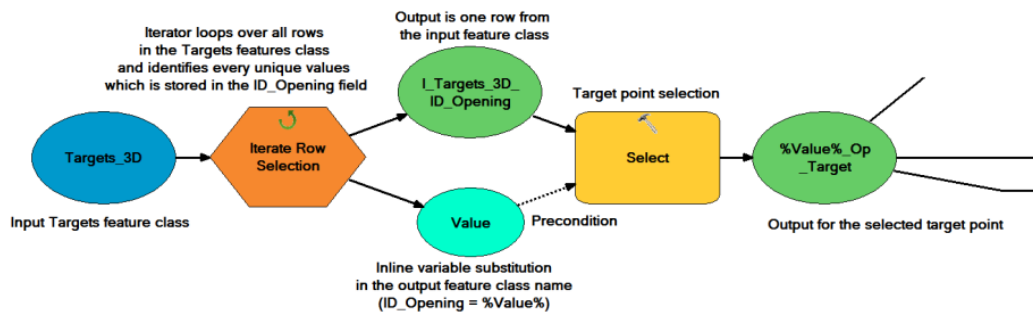 Iterator loops over all rows
in the Targets features class
and identifies every unique values
which is stored in the ID_Opening field
Output is one row from
the input feature class
I_Targets_3D_
ID_Opening
Target point selection
Targets_3D
Iterate Row
Selection
Select
%Value%_Op
_Target
Input Targets feature class
Value
Precondition
Output for the selected target point
Inline variable substitution
in the output feature class name
(ID_Opening = %Value%)